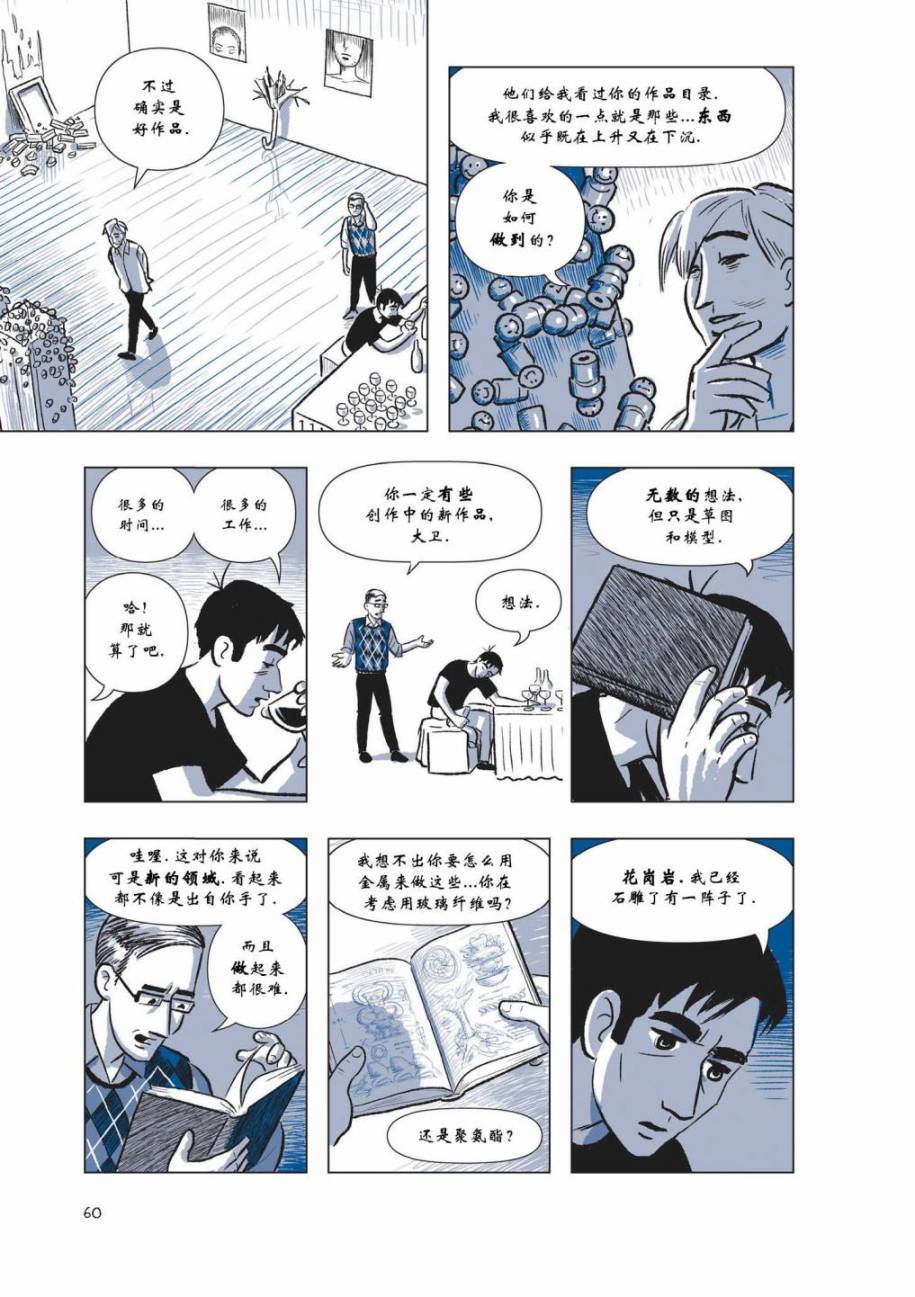 不过
确实是
好作品.
他们给我看过你的作品目录.
我很喜欢的一点就是那些…东西
似乎既在上升又在下沉.
你是
如何
做到的?
很多的
时间…
很多的
工作…
哈!
那就
算了吧.
你一定有些
创作中的新作品,
大卫.
想法.
无数的想法,
但只是草图
和模型.
哇喔.这对你来说
可是新的领域.看起来
都不像是出自你手了.
而且
做起来
都很难.
我想不出你要怎么用
金属来做这些…你在
考虑用玻璃纤维吗?
还是聚氨酯?
花岗岩.我已经
石雕了有一阵子了.
60